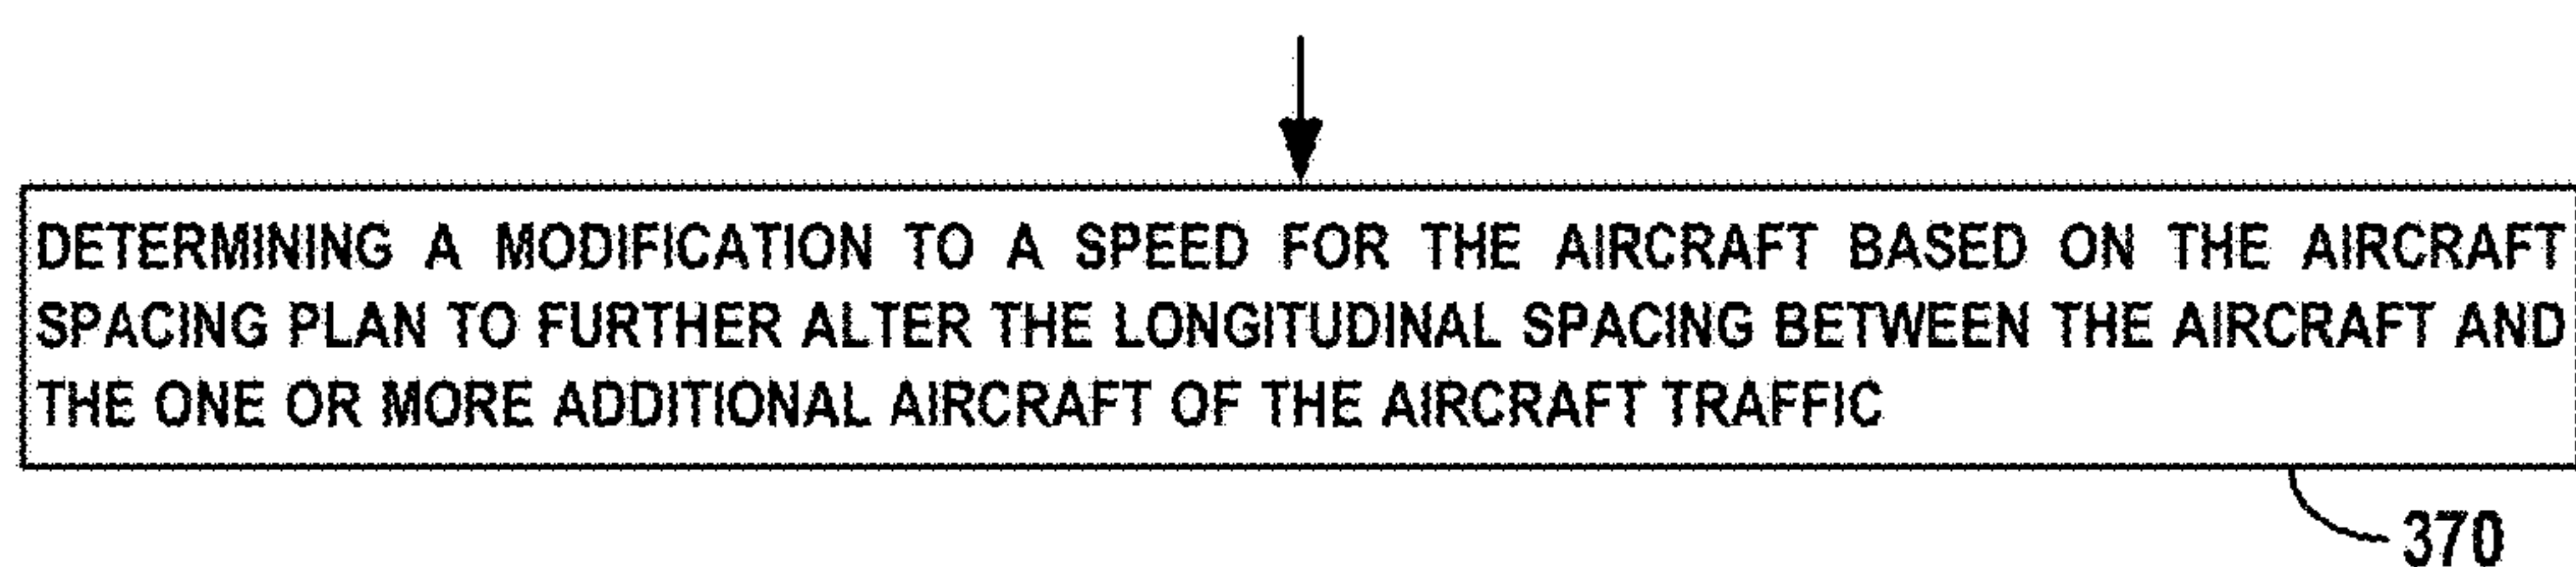 DETERMINING A MODIFICATION TO A SPEED FOR THE AIRCRAFT BASED ON THE AIRCRAFT
SPACING PLAN TO FURTHER ALTER THE LONGITUDINAL SPACING BETWEEN THE AIRCRAFT AND
THE ONE OR MORE ADDITIONAL AIRCRAFT OF THE AIRCRAFT TRAFFIC
370